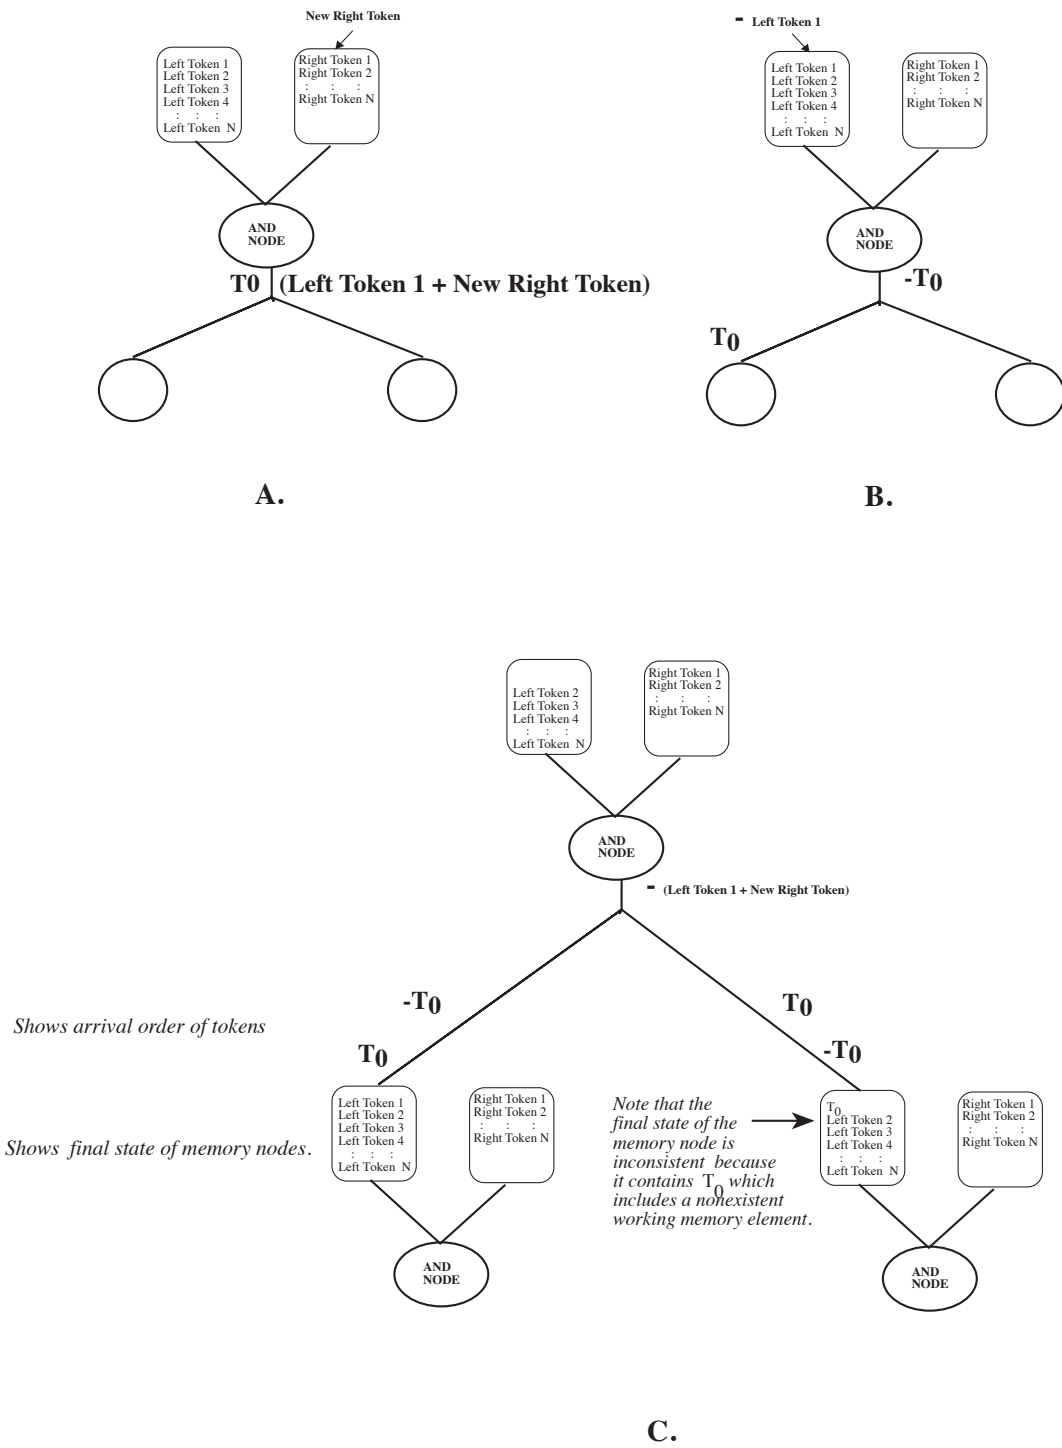 New Right Token
Left Token 1
Left Token 2
Left Token 3
Left Token 4
: : :
Left Token N
Right Token 1
Right Token 2
: : :
Right Token N
AND
NODE
T0 (Left Token 1 + New Right Token)
A.
- Left Token 1
Left Token 1
Left Token 2
Left Token 3
Left Token 4
: : :
Left Token N
Right Token 1
Right Token 2
: : :
Right Token N
AND
NODE
-T0
T0
B.
Left Token 2
Left Token 3
Left Token 4
: : :
Left Token N
Right Token 1
Right Token 2
: : :
Right Token N
AND
NODE
- (Left Token 1 + New Right Token)
-T0
T0
Shows arrival order of tokens
T0
-T0
Shows final state of memory nodes.
Left Token 1
Left Token 2
Left Token 3
Left Token 4
: : :
Left Token N
Right Token 1
Right Token 2
: : :
Right Token N
AND
NODE
Note that the
final state of the
memory node is
inconsistent because
it contains T0 which
includes a nonexistent
working memory element.
T0
Left Token 2
Left Token 3
Left Token 4
: : :
Left Token N
Right Token 1
Right Token 2
: : :
Right Token N
AND
NODE
C.